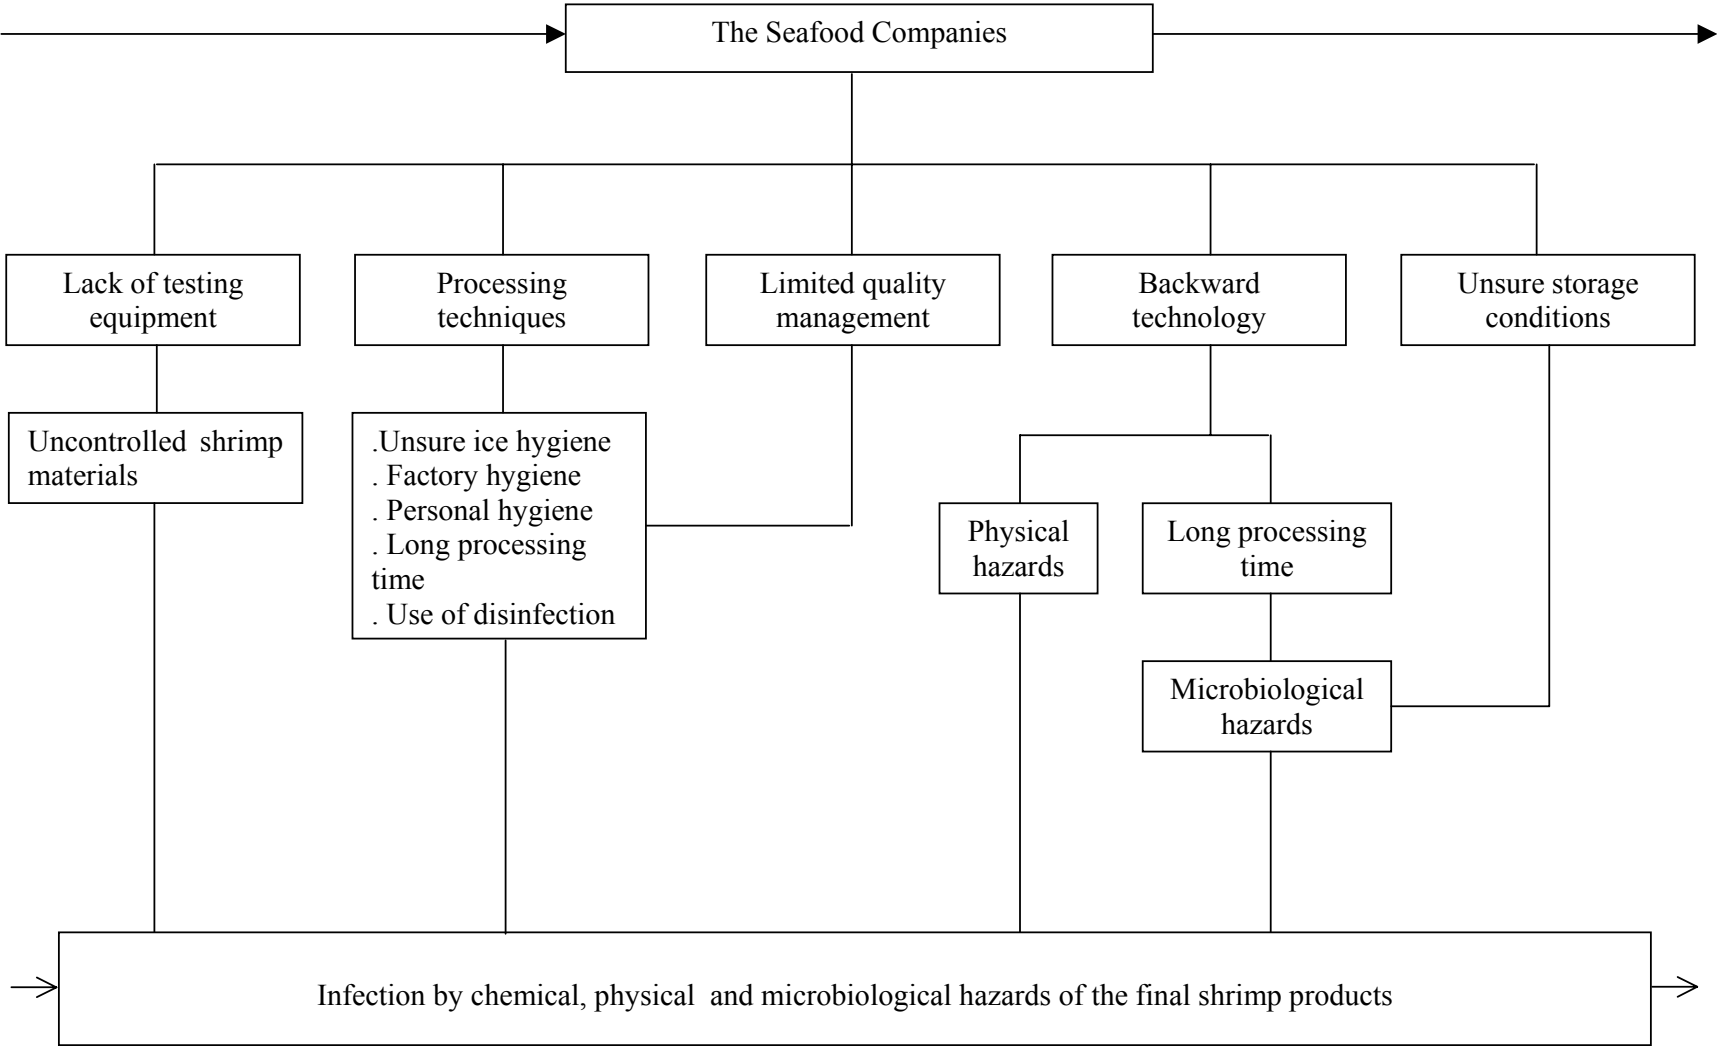 The Seafood Companies
Lack of testing
equipment
Processing
techniques
Limited quality
management
Backward
technology
Unsure storage
conditions
Uncontrolled shrimp
materials
.Unsure ice hygiene
. Factory hygiene
. Personal hygiene
. Long processing
time
. Use of disinfection
Physical
hazards
Long processing
time
Microbiological
hazards
Infection by chemical, physical and microbiological hazards of the final shrimp products